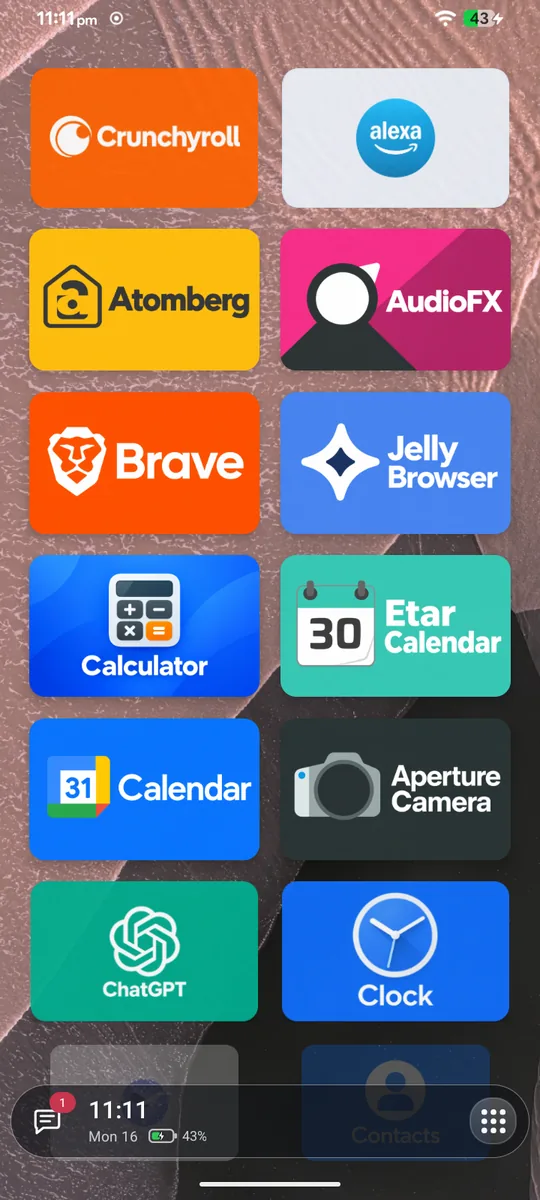 11:11pm
43
Crunchyroll
alexa
Atomberg
AudioFX
Brave
Jelly
Browser
Calculator
30
Etar
Calendar
31
Calendar
Aperture
Camera
ChatGPT
Clock
Contacts
1
11:11
Mon 16
43%